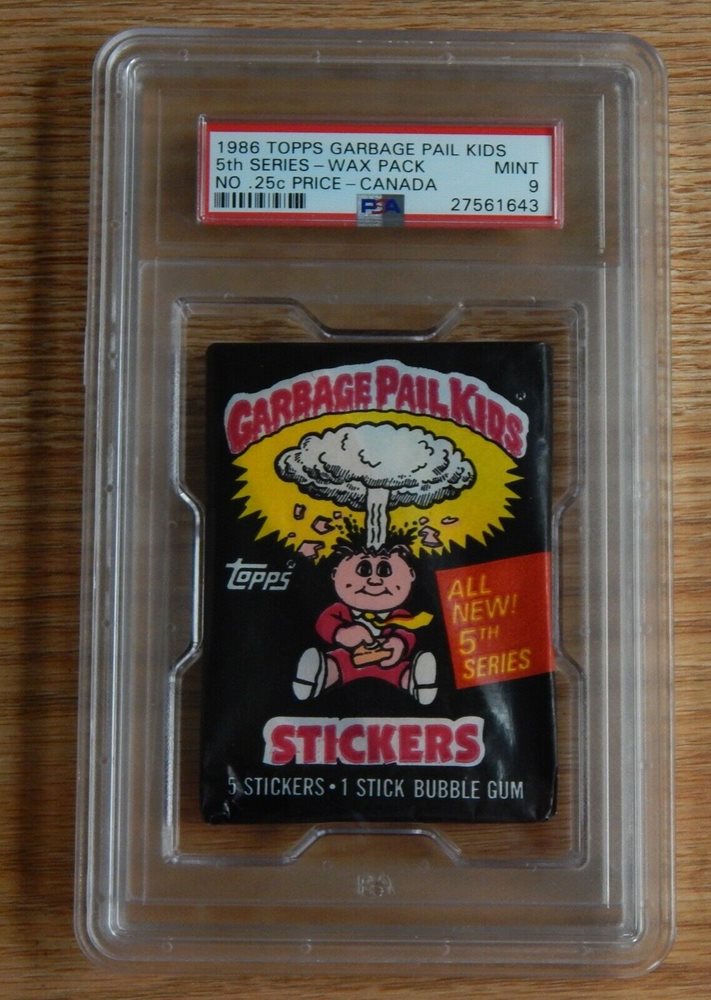 1986 TOPPS GARBAGE PAIL KIDS
5th SERIES - WAX PACK MINT
NO .25c PRICE - CANADA 9
PSA 27561643
GARBAGE PAIL KIDS
topps®
ALL
NEW!
5TH
SERIES
STICKERS
5 STICKERS • 1 STICK BUBBLE GUM
PSA